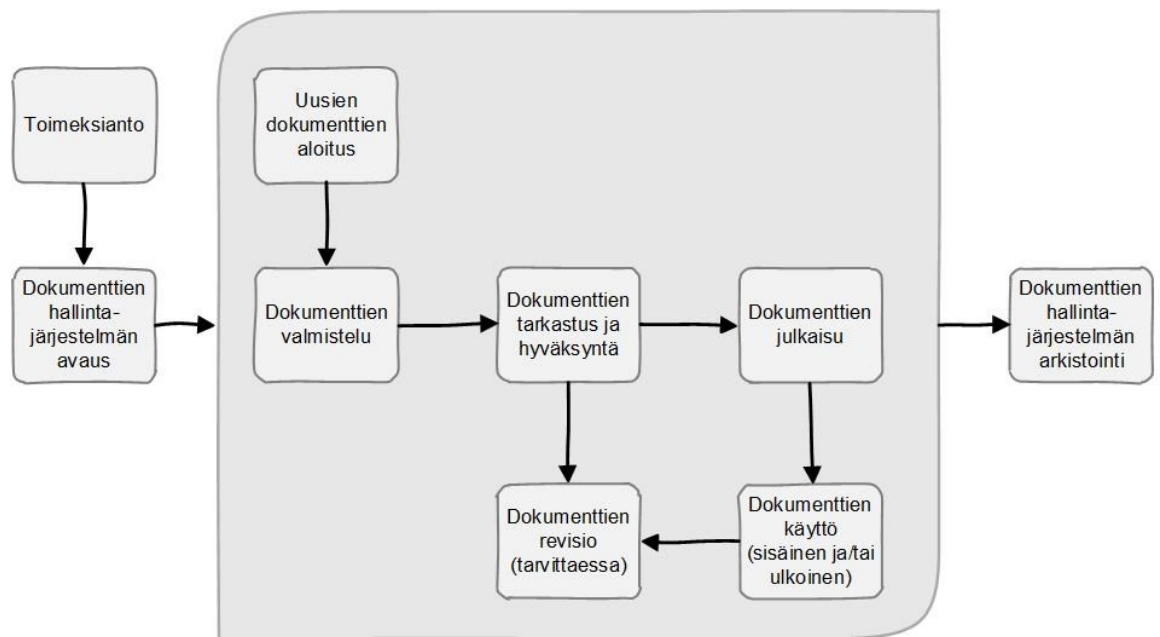 Toimeksianto
Uusien
dokumenttien
aloitus
Dokumenttien
hallinta-
järjestelmän
avaus
Dokumenttien
valmistelu
Dokumenttien
tarkastus ja
hyväksyntä
Dokumenttien
julkaisu
Dokumenttien
hallinta-
järjestelmän
arkistointi
Dokumenttien
revisio
(tarvittaessa)
Dokumenttien
käyttö
(sisäinen ja/tai
ulkoinen)